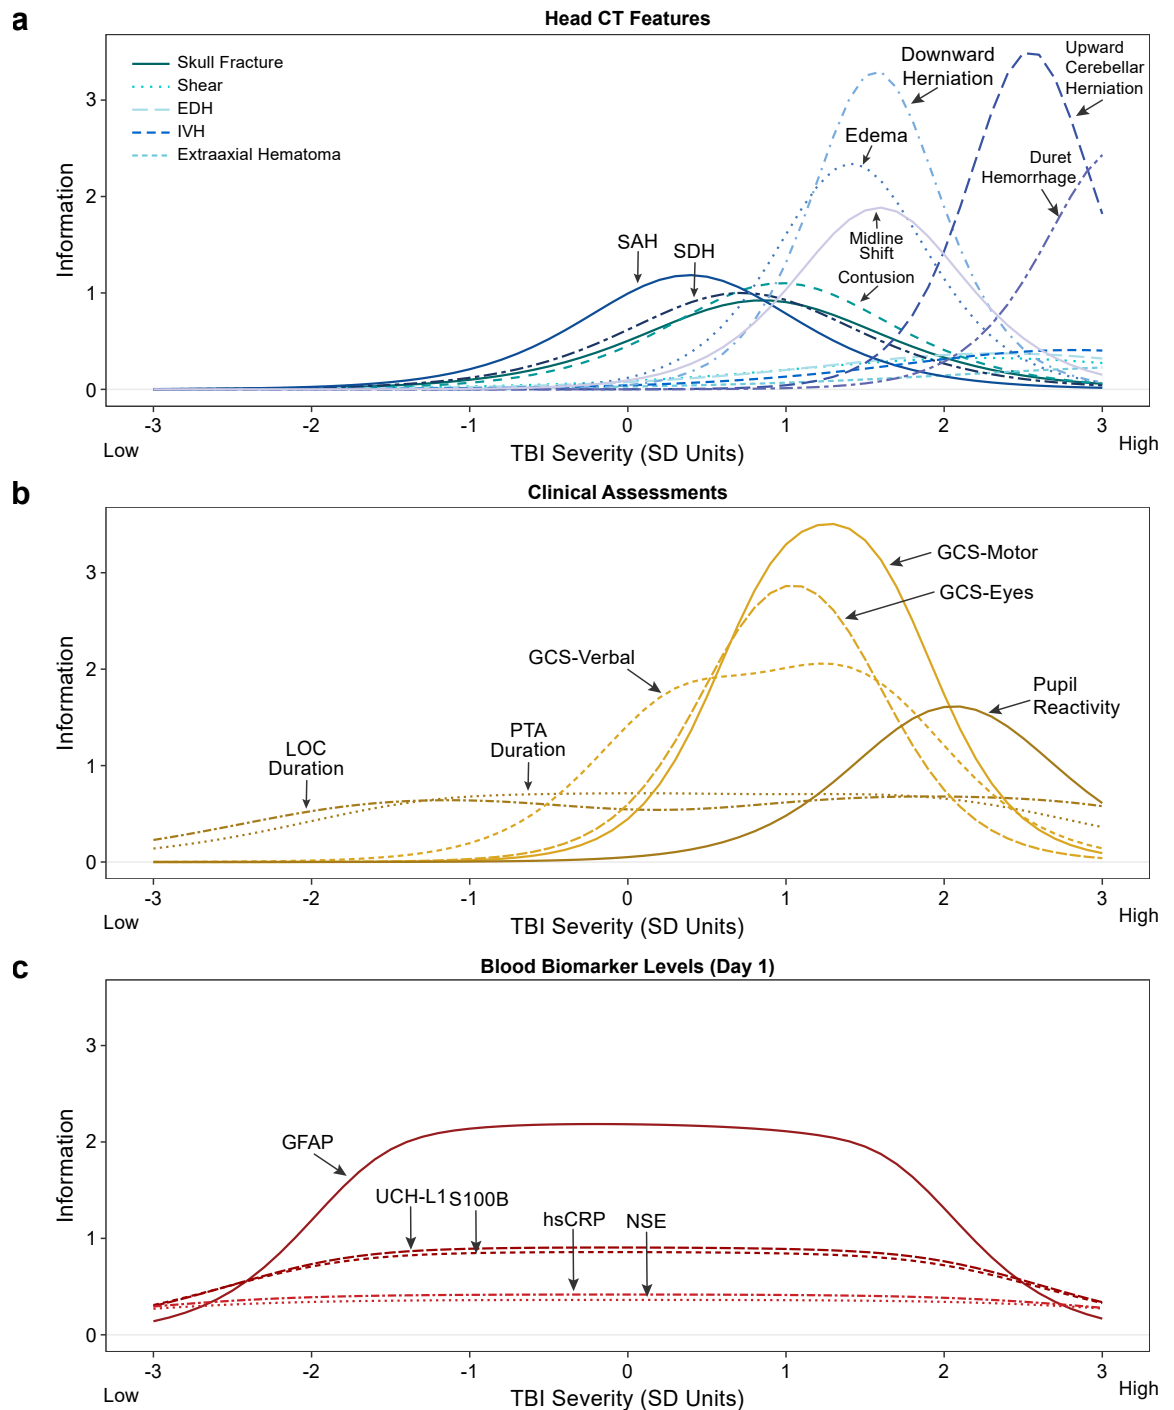 a
Head CT Features
Skull Fracture
Shear
EDH
IVH
Extraaxial Hematoma
SAH
SDH
Downward
Herniation
Edema
Upward
Cerebellar
Herniation
Duret
Hemorrhage
Midline
Shift
Contusion
Information
3
2
1
0
-3
-2
-1
0
1
2
3
Low
TBI Severity (SD Units)
High
b
Clinical Assessments
GCS-Motor
GCS-Eyes
GCS-Verbal
Pupil
Reactivity
PTA
Duration
LOC
Duration
Information
3
2
1
0
-3
-2
-1
0
1
2
3
Low
TBI Severity (SD Units)
High
c
Blood Biomarker Levels (Day 1)
GFAP
UCH-L1
S100B
hsCRP
NSE
Information
3
2
1
0
-3
-2
-1
0
1
2
3
Low
TBI Severity (SD Units)
High